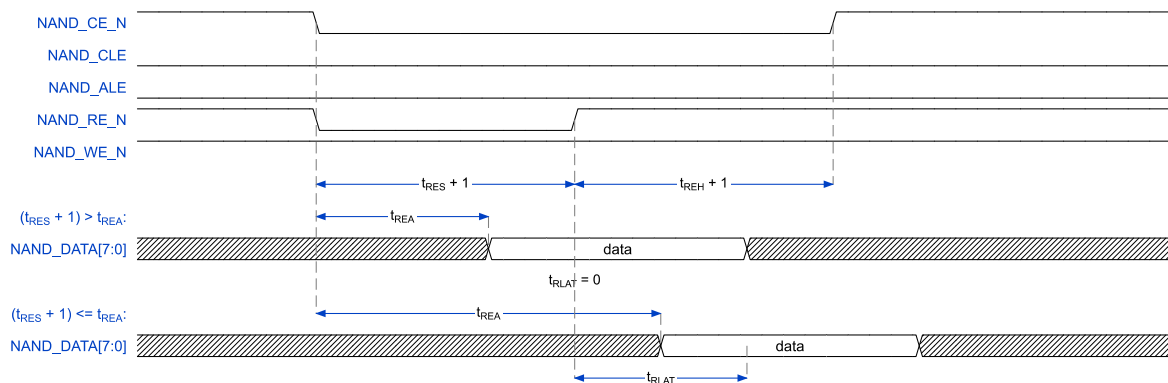 NAND_CE_N
NAND_CLE
NAND_ALE
NAND_RE_N
NAND_WE_N
tRES + 1 tREH + 1
(tRES + 1) > tREA: tREA
NAND_DATA[7:0] data
tRLAT = 0
(tRES + 1) <= tREA: tREA
NAND_DATA[7:0] data
tRLAT